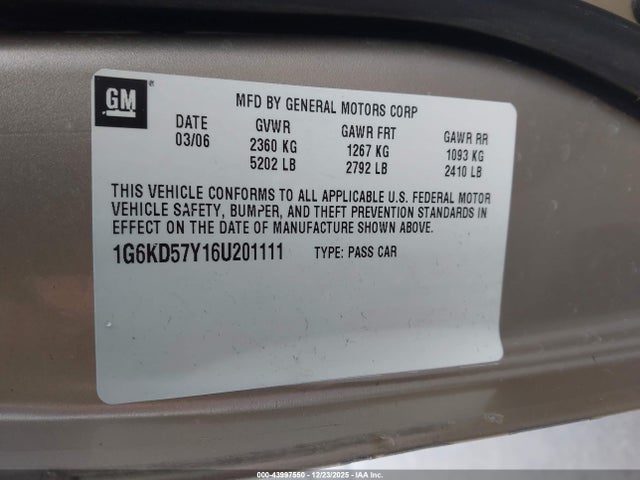 GM
MFD BY GENERAL MOTORS CORP
DATE GVWR GAWR FRT GAWR RR
03/06 2360 KG 1267 KG 1093 KG
5202 LB 2792 LB 2410 LB
THIS VEHICLE CONFORMS TO ALL APPLICABLE U.S. FEDERAL MOTOR
VEHICLE SAFETY, BUMPER, AND THEFT PREVENTION STANDARDS IN
EFFECT ON THE DATE OF MANUFACTURE SHOWN ABOVE.
1G6KD57Y16U201111 TYPE: PASS CAR
000-43997550 - 12/23/2025 - IAA